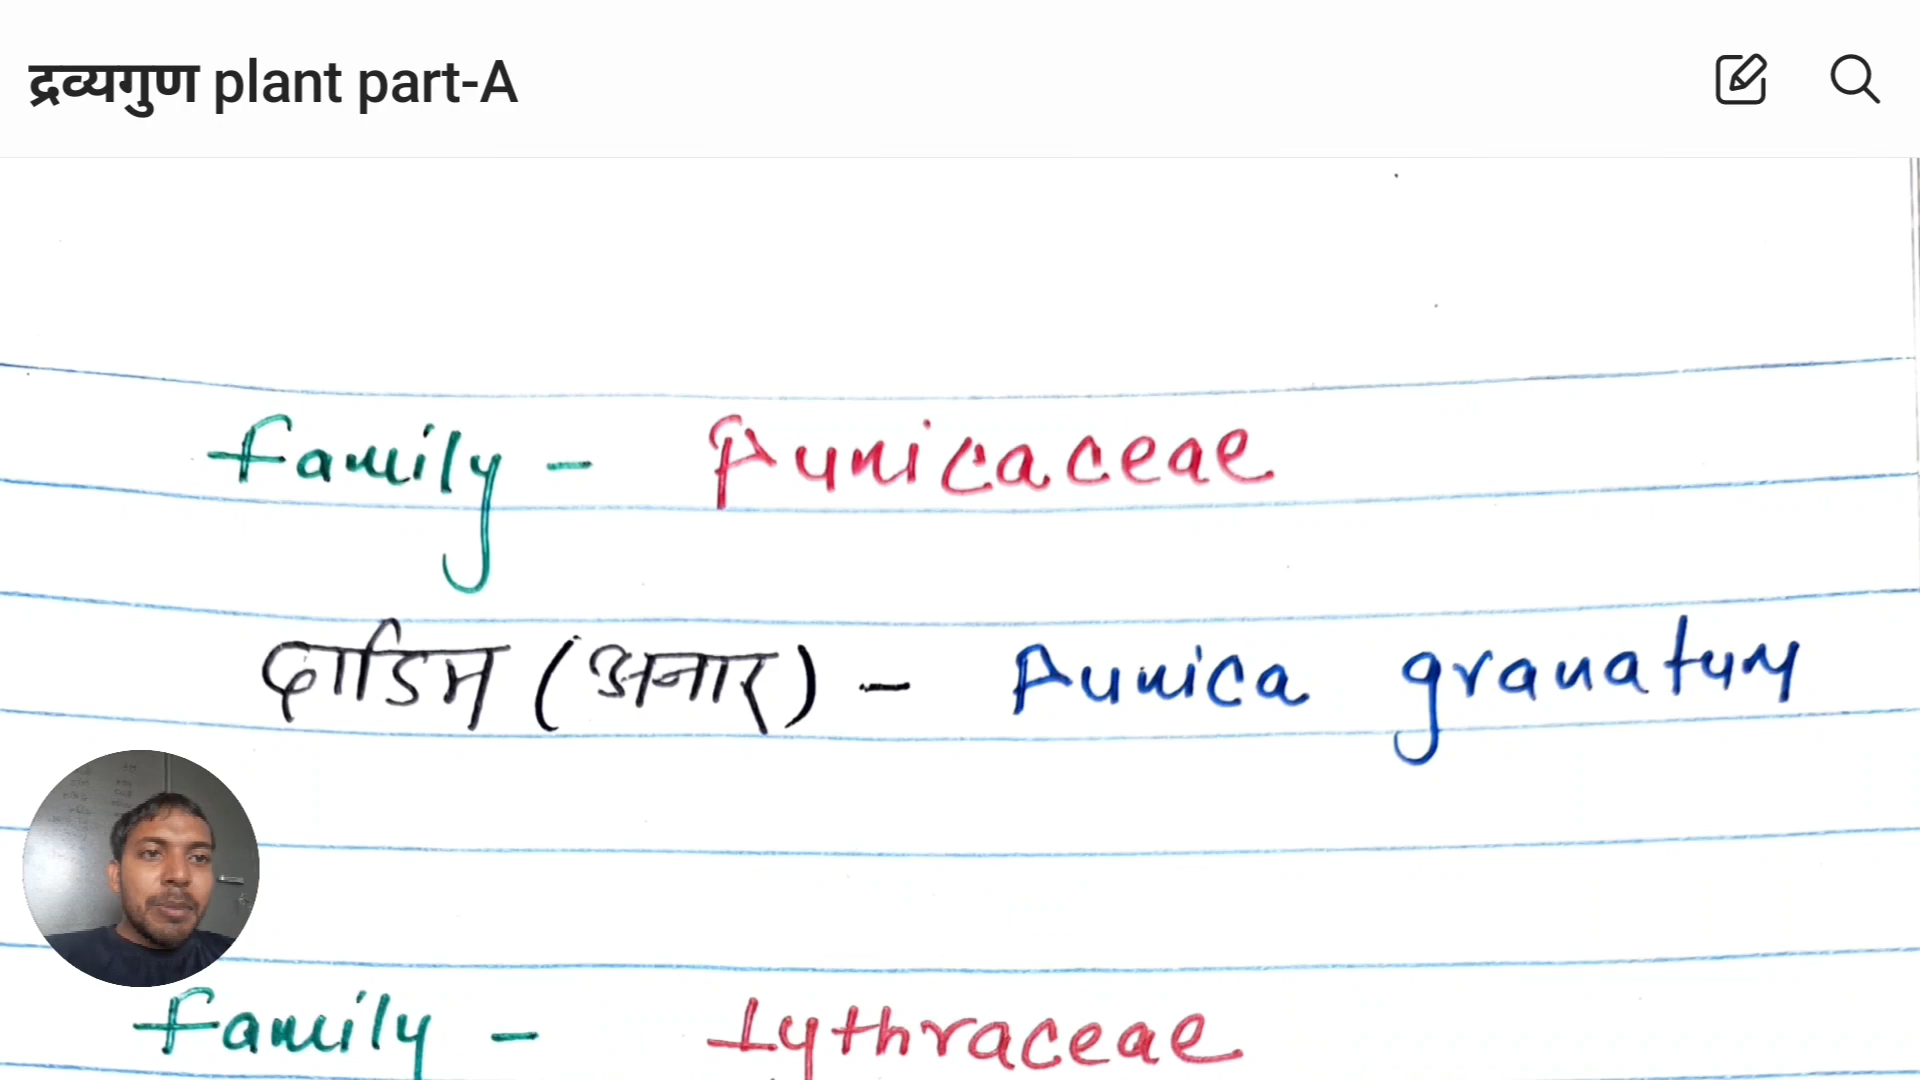 द्रव्यगुण plant part-A
family - Punicaceae
दाडिम (अनार) - Punica granatum
family - Lythraceae